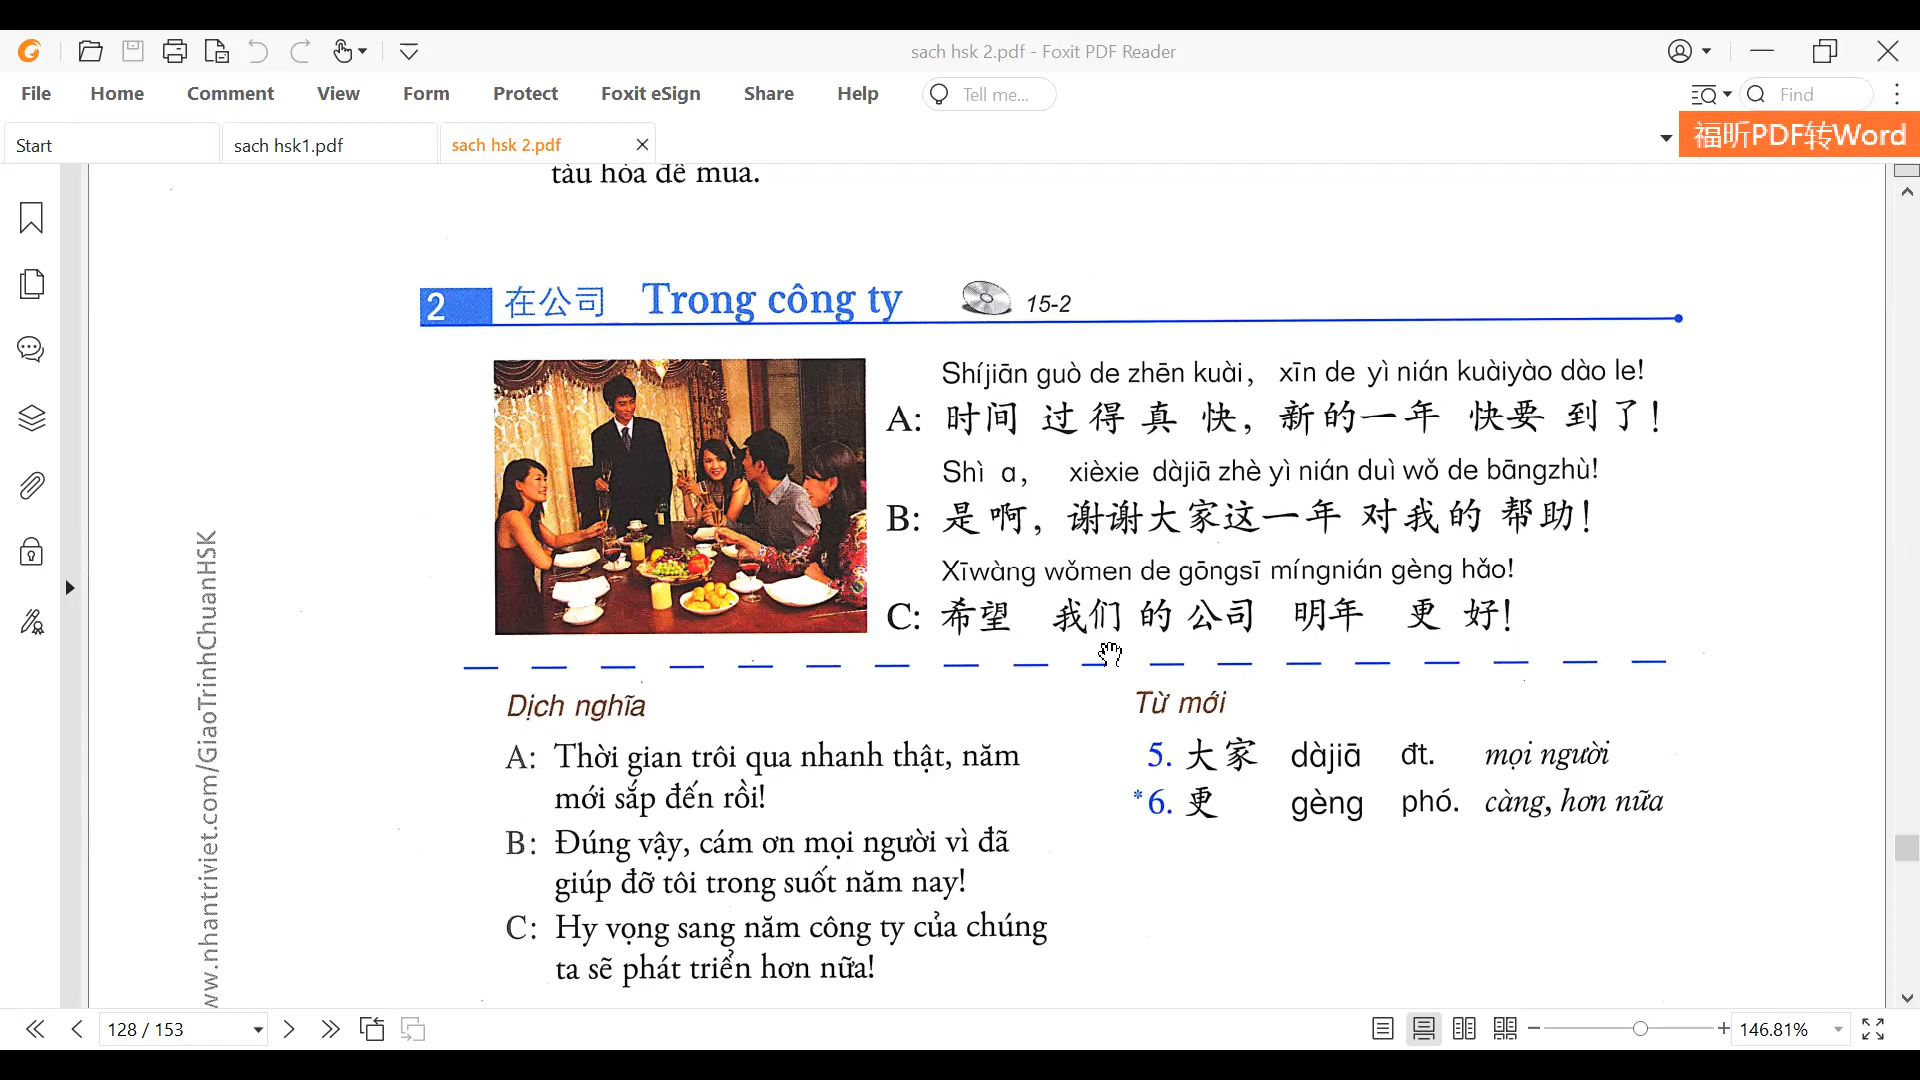 sach hsk 2.pdf - Foxit PDF Reader
File Home Comment View Form Protect Foxit eSign Share Help Tell me... Find
Start sach hsk1.pdf sach hsk 2.pdf 福昕PDF转Word
tàu hỏa để mua.
2 在公司 Trong công ty 15-2
Shíjiān guò de zhēn kuài, xīn de yì nián kuàiyào dào le!
A: 时间 过 得 真 快, 新 的 一 年 快要 到 了!
Shì a, xièxie dàjiā zhè yì nián duì wǒ de bāngzhù!
B: 是 啊, 谢谢 大家 这 一 年 对 我 的 帮助!
Xīwàng wǒmen de gōngsī míngnián gèng hǎo!
C: 希望 我们 的 公司 明年 更 好!
Dịch nghĩa
A: Thời gian trôi qua nhanh thật, năm
mới sắp đến rồi!
B: Đúng vậy, cám ơn mọi người vì đã
giúp đỡ tôi trong suốt năm nay!
C: Hy vọng sang năm công ty của chúng
ta sẽ phát triển hơn nữa!
Từ mới
5. 大家 dàjiā đt. mọi người
*6. 更 gèng phó. càng, hơn nữa
ww.nhantriviet.com/GiaoTrinhChuanHSK
128 / 153 146.81%